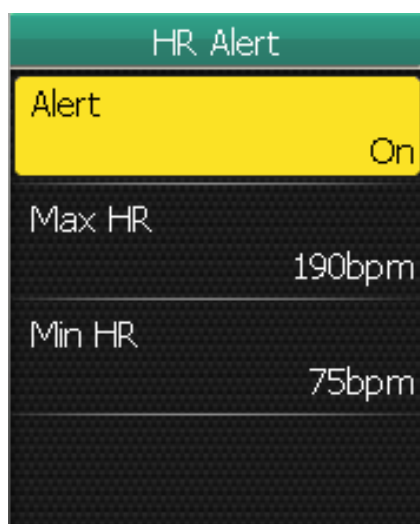 HR Alert
Alert
On
Max HR
190bpm
Min HR
75bpm